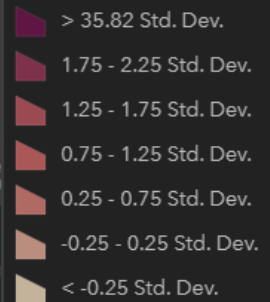 > 35.82 Std. Dev.
1.75 - 2.25 Std. Dev.
1.25 - 1.75 Std. Dev.
0.75 - 1.25 Std. Dev.
0.25 - 0.75 Std. Dev.
-0.25 - 0.25 Std. Dev.
< -0.25 Std. Dev.